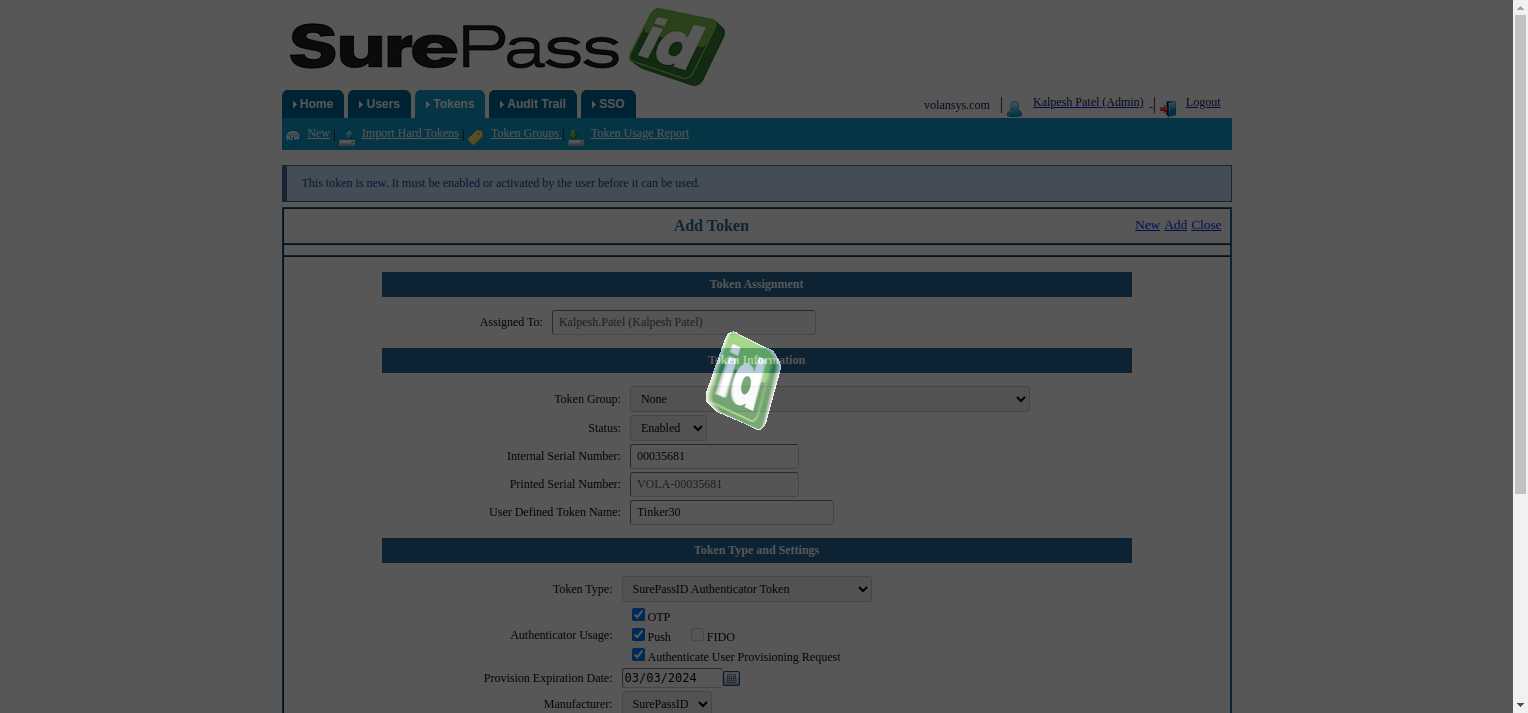 SurePass id
Home Users Tokens Audit Trail SSO
volansys.com | Kalpesh Patel (Admin) - | Logout
New | Import Hard Tokens | Token Groups | Token Usage Report
This token is new. It must be enabled or activated by the user before it can be used.
Add Token
New Add Close
Token Assignment
Assigned To: Kalpesh.Patel (Kalpesh Patel)
Token Information
id
Token Group: None
Status: Enabled
Internal Serial Number: 00035681
Printed Serial Number: VOLA-00035681
User Defined Token Name: Tinker30
Token Type and Settings
Token Type: SurePassID Authenticator Token
OTP
Authenticator Usage: Push FIDO
Authenticate User Provisioning Request
Provision Expiration Date: 03/03/2024
Manufacturer: SurePassID